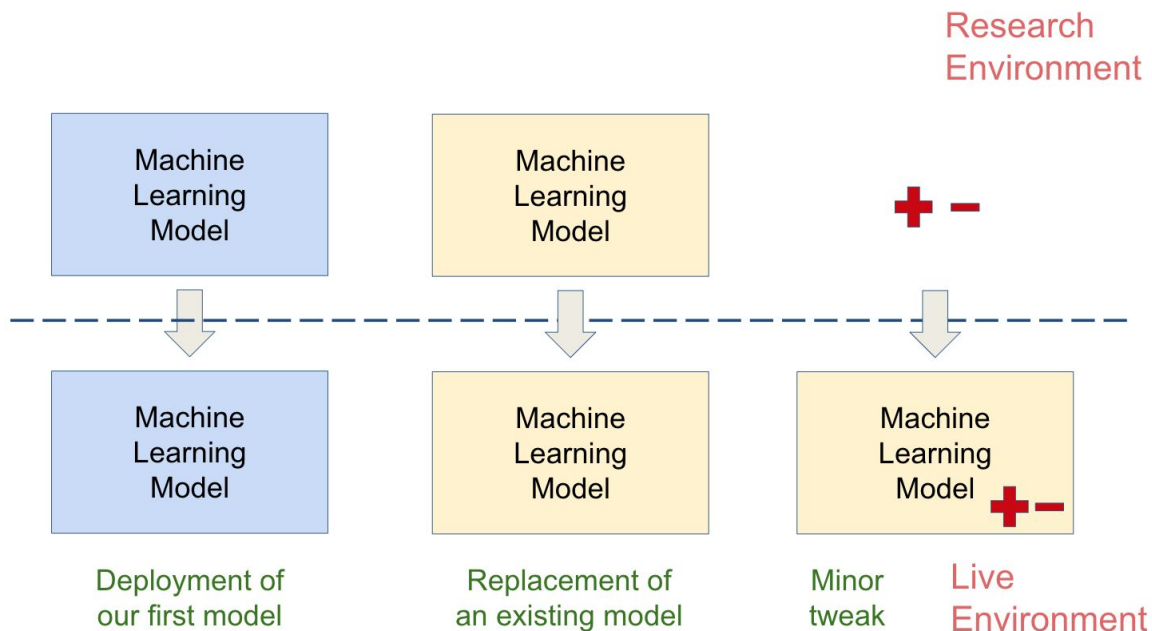 Research
Environment
Machine
Learning
Model
Machine
Learning
Model
Machine
Learning
Model
Machine
Learning
Model
Machine
Learning
Model
Deployment of
our first model
Replacement of
an existing model
Minor
tweak
Live
Environment